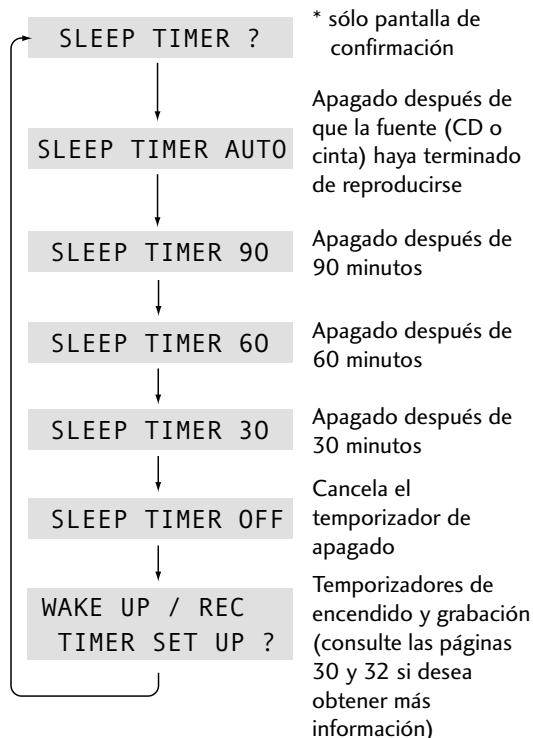 SLEEP TIMER ?
* sólo pantalla de
confirmación
SLEEP TIMER AUTO
Apagado después de
que la fuente (CD o
cinta) haya terminado
de reproducirse
SLEEP TIMER 90
Apagado después de
90 minutos
SLEEP TIMER 60
Apagado después de
60 minutos
SLEEP TIMER 30
Apagado después de
30 minutos
SLEEP TIMER OFF
Cancela el
temporizador de
apagado
WAKE UP / REC
TIMER SET UP ?
Temporizadores de
encendido y grabación
(consulte las páginas
30 y 32 si desea
obtener más
información)